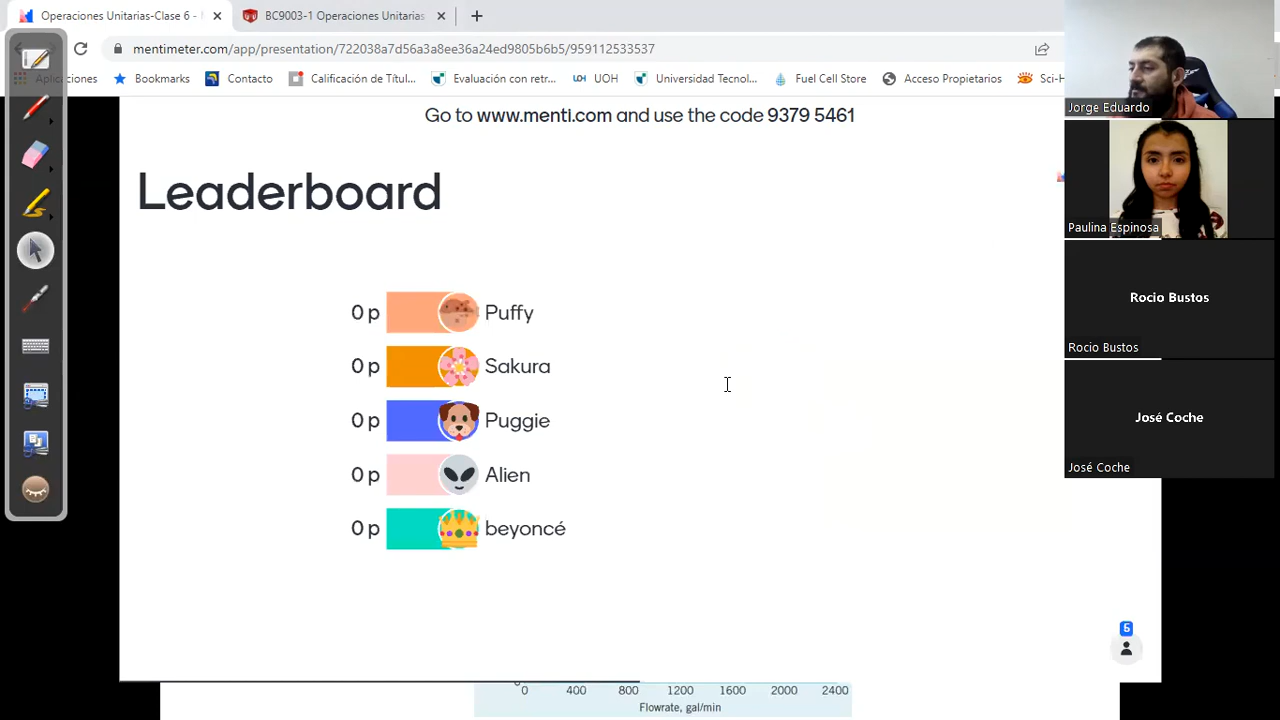 Operaciones Unitarias-Clase 6 -
BC9003-1 Operaciones Unitarias
mentimeter.com/app/presentation/722038a7d56a3a8ee36a24ed9805b6b5/959112533537
Aplicaciones
Bookmarks
Contacto
Calificación de Títul...
Evaluación con retr...
UOH
Universidad Tecnol...
Fuel Cell Store
Acceso Propietarios
Sci-H
Go to www.menti.com and use the code 9379 5461
Leaderboard
0 p Puffy
0 p Sakura
0 p Puggie
0 p Alien
0 p beyoncé
5
0 400 800 1200 1600 2000 2400
Flowrate, gal/min
Jorge Eduardo
Paulina Espinosa
Rocio Bustos
Rocio Bustos
José Coche
José Coche